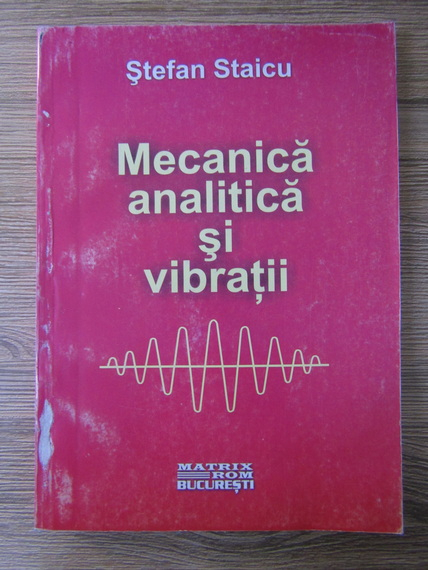 Ştefan Staicu
Mecanică
analitică
şi
vibraţii
MATRIX
ROM
BUCUREŞTI